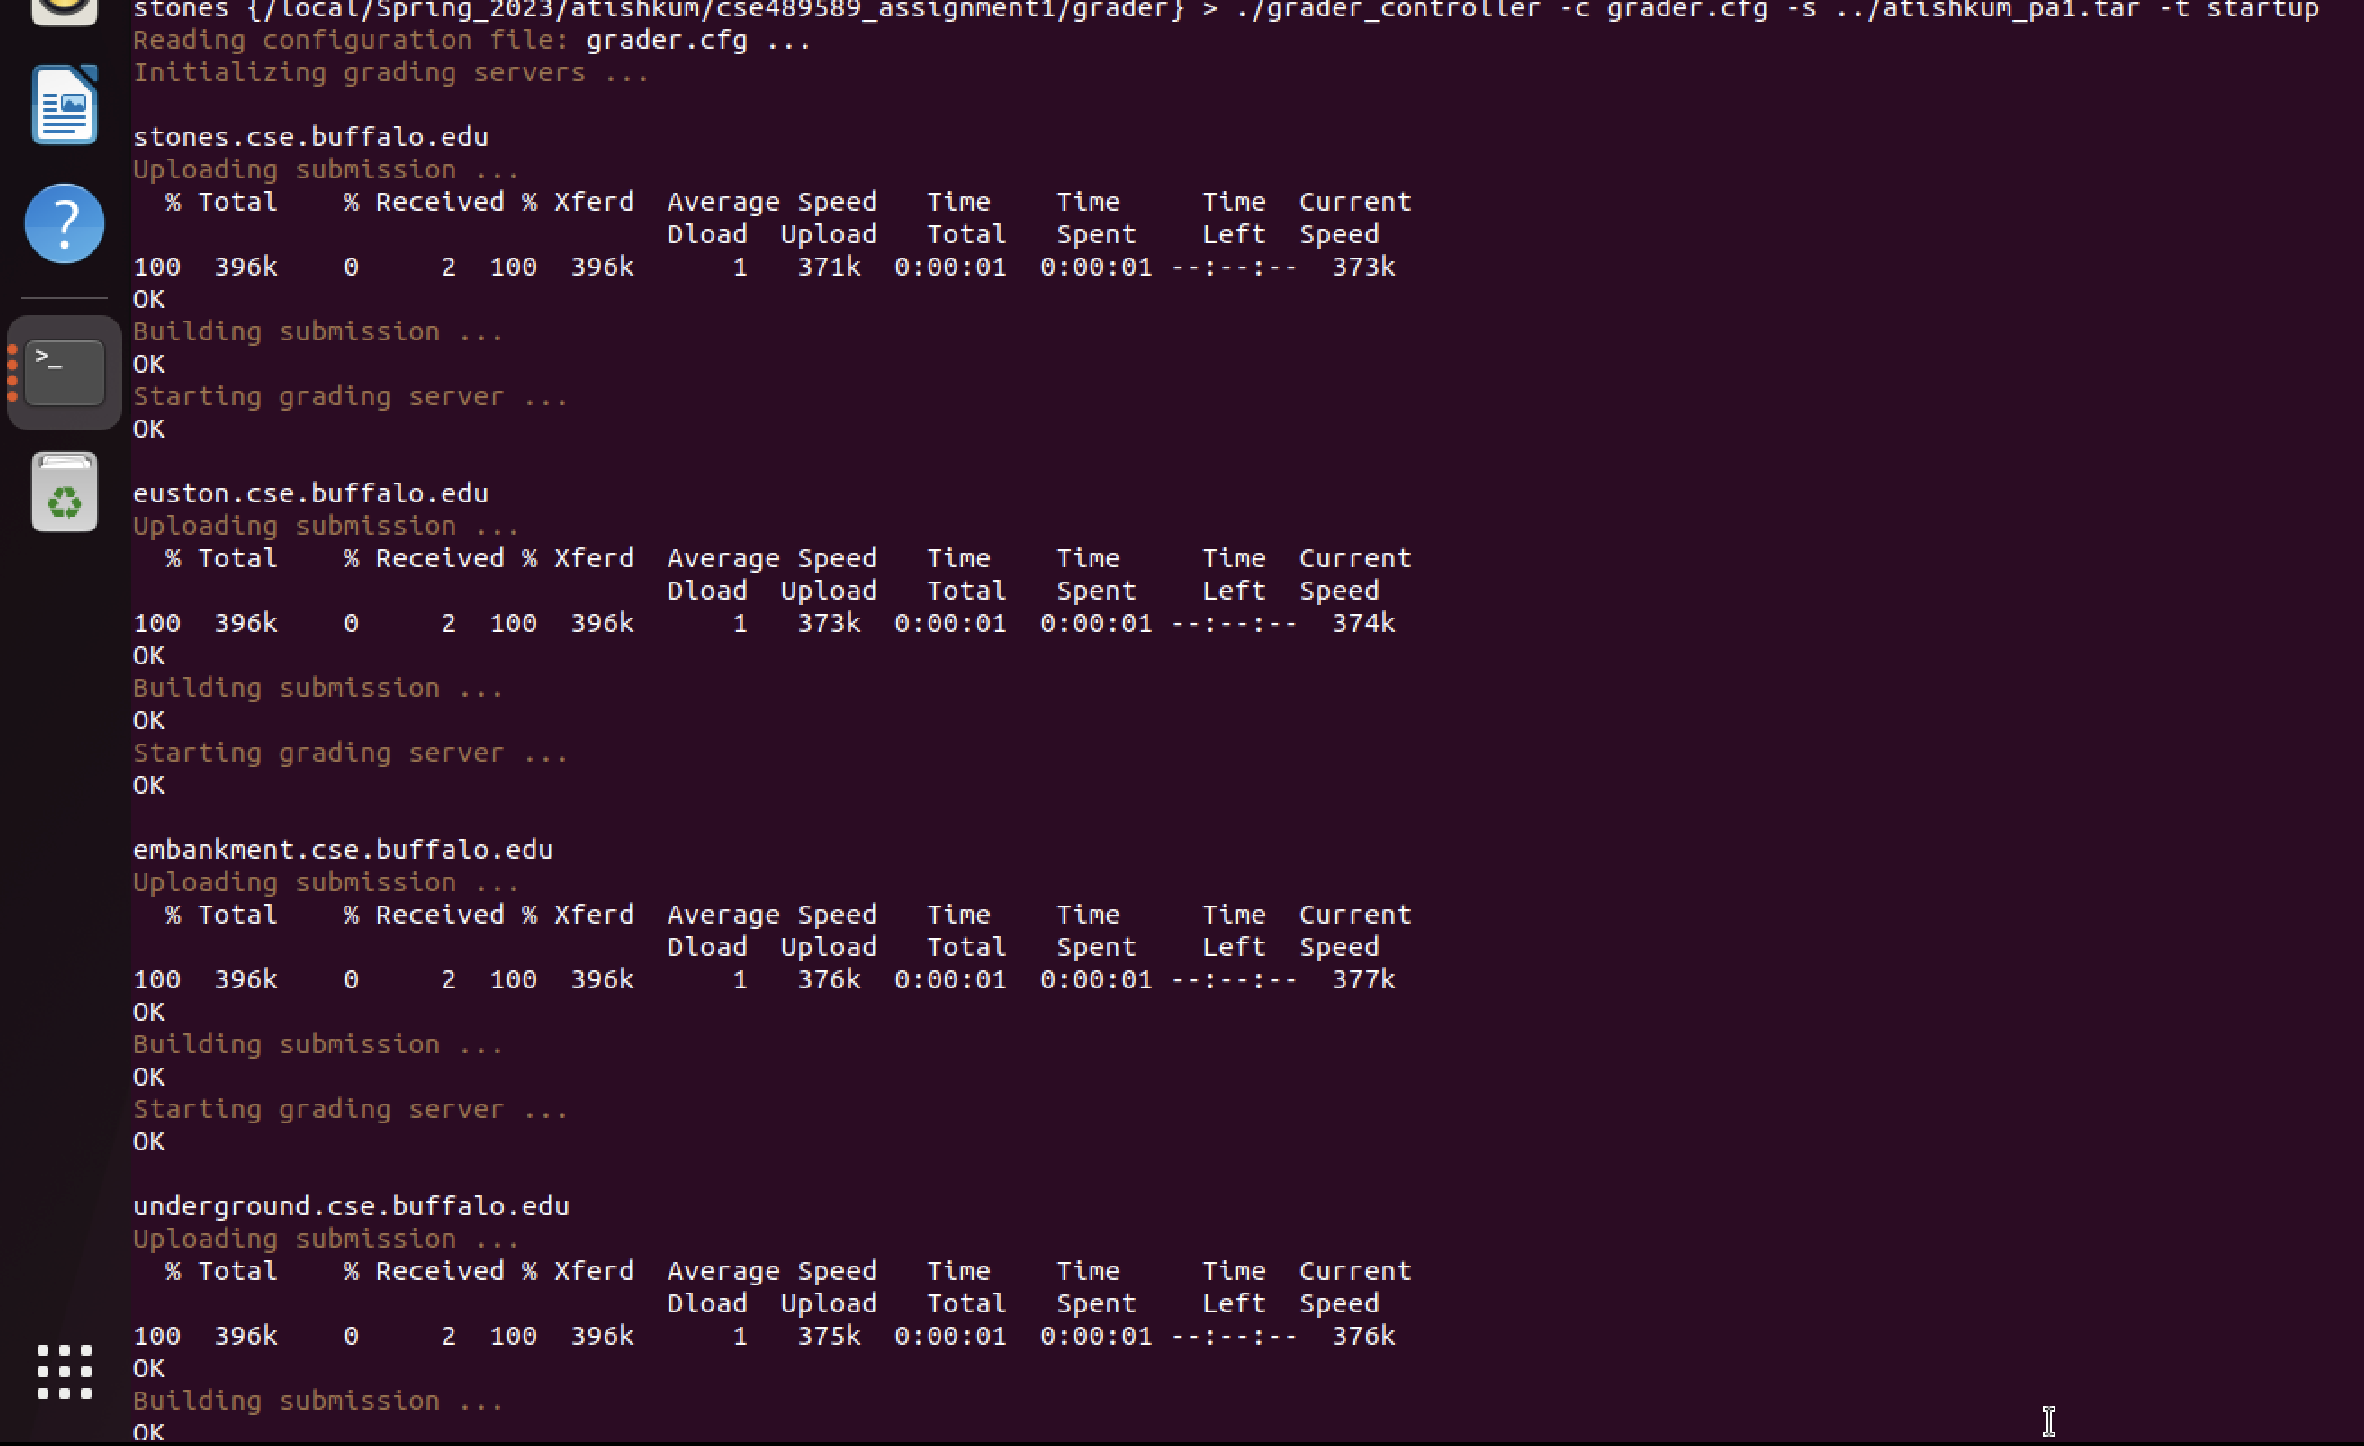 stones {/local/Spring_2023/atishkum/cse489589_assignment1/grader} > ./grader_controller -c grader.cfg -s ../atishkum_pa1.tar -t startup
Reading configuration file: grader.cfg ...
Initializing grading servers ...
stones.cse.buffalo.edu
Uploading submission ...
% Total % Received % Xferd Average Speed Time Time Time Current
Dload Upload Total Spent Left Speed
100 396k 0 2 100 396k 1 371k 0:00:01 0:00:01 --:--:-- 373k
OK
Building submission ...
OK
Starting grading server ...
OK
euston.cse.buffalo.edu
Uploading submission ...
% Total % Received % Xferd Average Speed Time Time Time Current
Dload Upload Total Spent Left Speed
100 396k 0 2 100 396k 1 373k 0:00:01 0:00:01 --:--:-- 374k
OK
Building submission ...
OK
Starting grading server ...
OK
embankment.cse.buffalo.edu
Uploading submission ...
% Total % Received % Xferd Average Speed Time Time Time Current
Dload Upload Total Spent Left Speed
100 396k 0 2 100 396k 1 376k 0:00:01 0:00:01 --:--:-- 377k
OK
Building submission ...
OK
Starting grading server ...
OK
underground.cse.buffalo.edu
Uploading submission ...
% Total % Received % Xferd Average Speed Time Time Time Current
Dload Upload Total Spent Left Speed
100 396k 0 2 100 396k 1 375k 0:00:01 0:00:01 --:--:-- 376k
OK
Building submission ...
OK